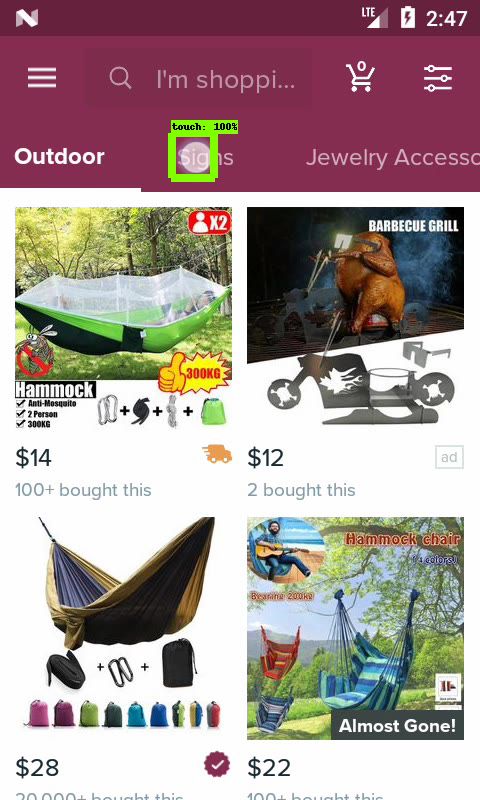 LTE 2:47
0
I'm shoppi...
touch: 100%
Outdoor Signs Jewelry Accesso
X2
300KG
Hammock
Anti-Mosquito
2 Person
300KG
BARBECUE GRILL
$14
100+ bought this
$12
ad
2 bought this
Hammock chair
( 4 colors)
Bearing 200kg
Almost Gone!
$28
20,000+ bought this
$22
100+ bought this